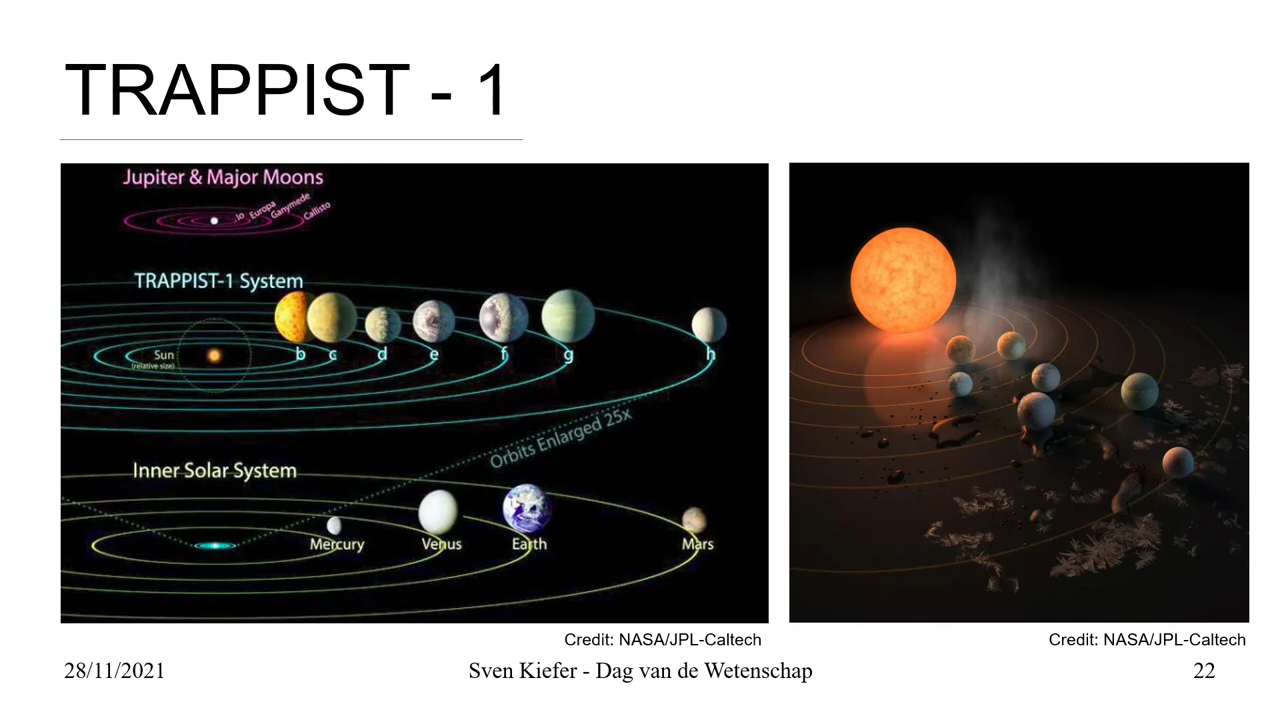 TRAPPIST - 1
Jupiter & Major Moons
Io
Europa
Ganymede
Callisto
TRAPPIST-1 System
Sun
(relative size)
b c d e f g h
Orbits Enlarged 25x
Inner Solar System
Mercury Venus Earth Mars
Credit: NASA/JPL-Caltech
Credit: NASA/JPL-Caltech
28/11/2021
Sven Kiefer - Dag van de Wetenschap
22